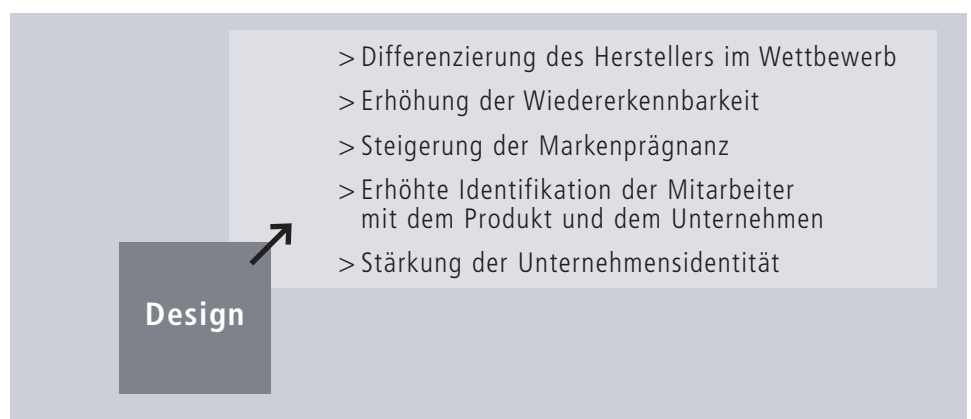 > Differenzierung des Herstellers im Wettbewerb
> Erhöhung der Wiedererkennbarkeit
> Steigerung der Markenprägnanz
> Erhöhte Identifikation der Mitarbeiter
mit dem Produkt und dem Unternehmen
> Stärkung der Unternehmensidentität
Design